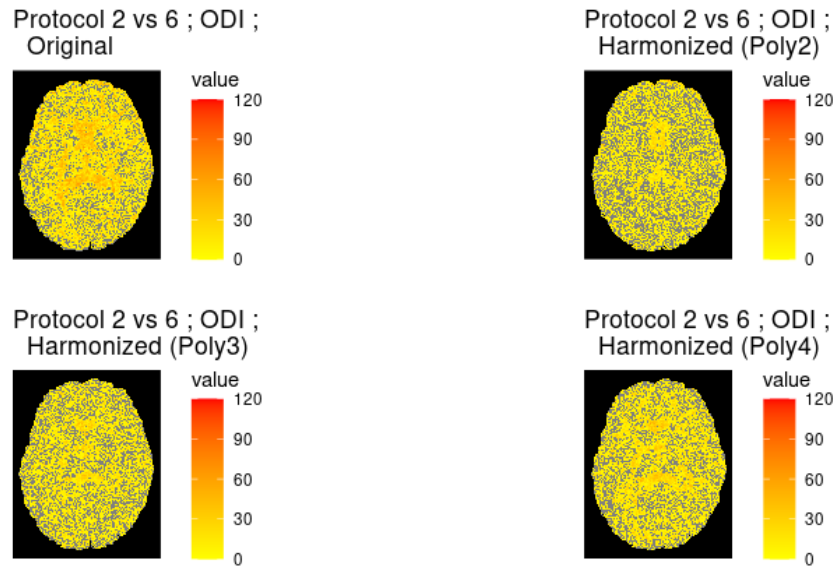 Protocol 2 vs 6 ; ODI ;
Original
value
120
90
60
30
0
Protocol 2 vs 6 ; ODI ;
Harmonized (Poly2)
value
120
90
60
30
0
Protocol 2 vs 6 ; ODI ;
Harmonized (Poly3)
value
120
90
60
30
0
Protocol 2 vs 6 ; ODI ;
Harmonized (Poly4)
value
120
90
60
30
0